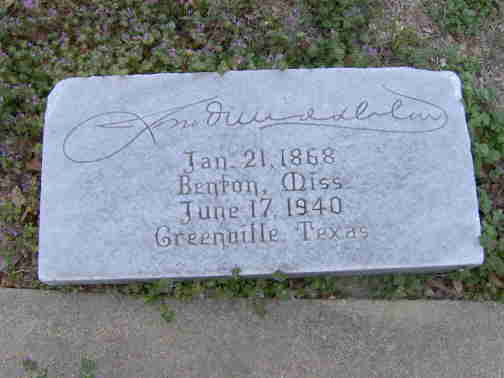 Jan. 21, 1868
Benton, Miss
June 17, 1940
Greenville Texas